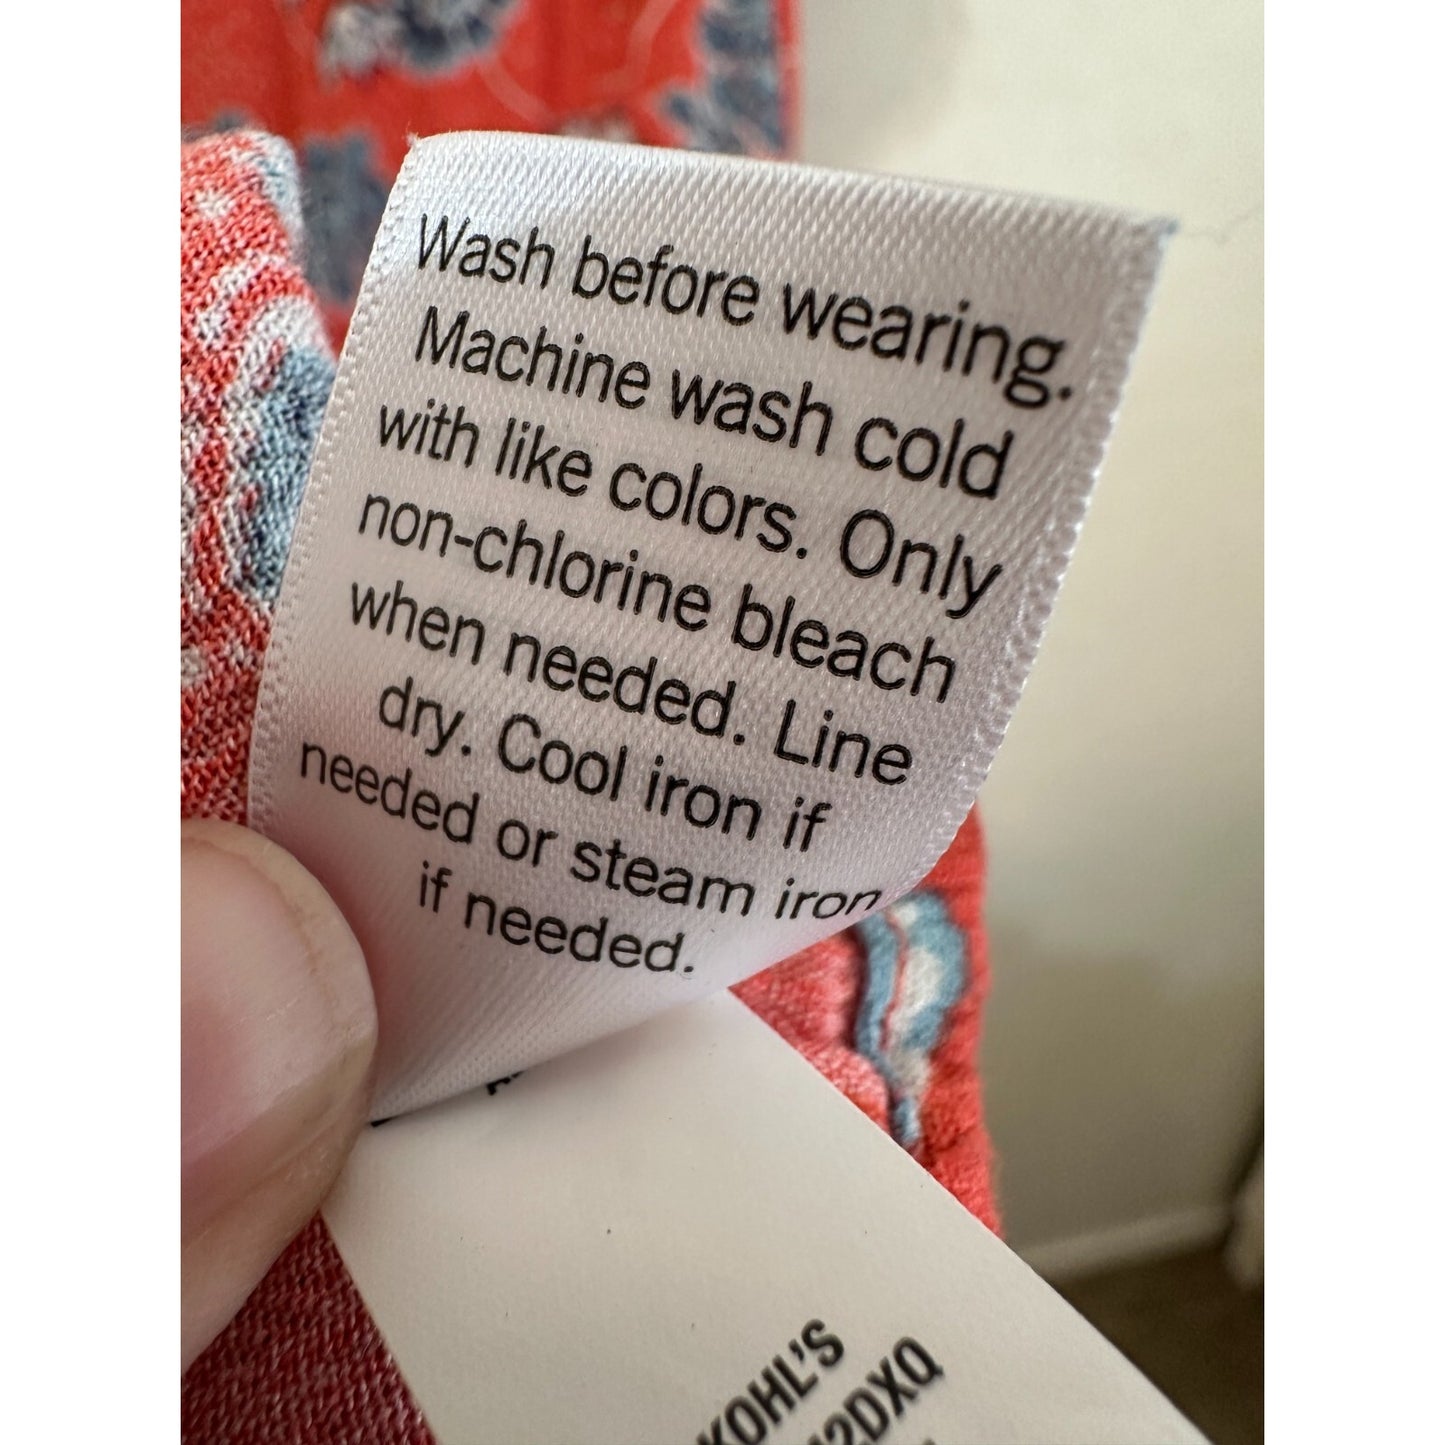 Wash before wearing.
Machine wash cold
with like colors. Only
non-chlorine bleach
when needed. Line
dry. Cool iron if
needed or steam iron
if needed.
KOHL'S